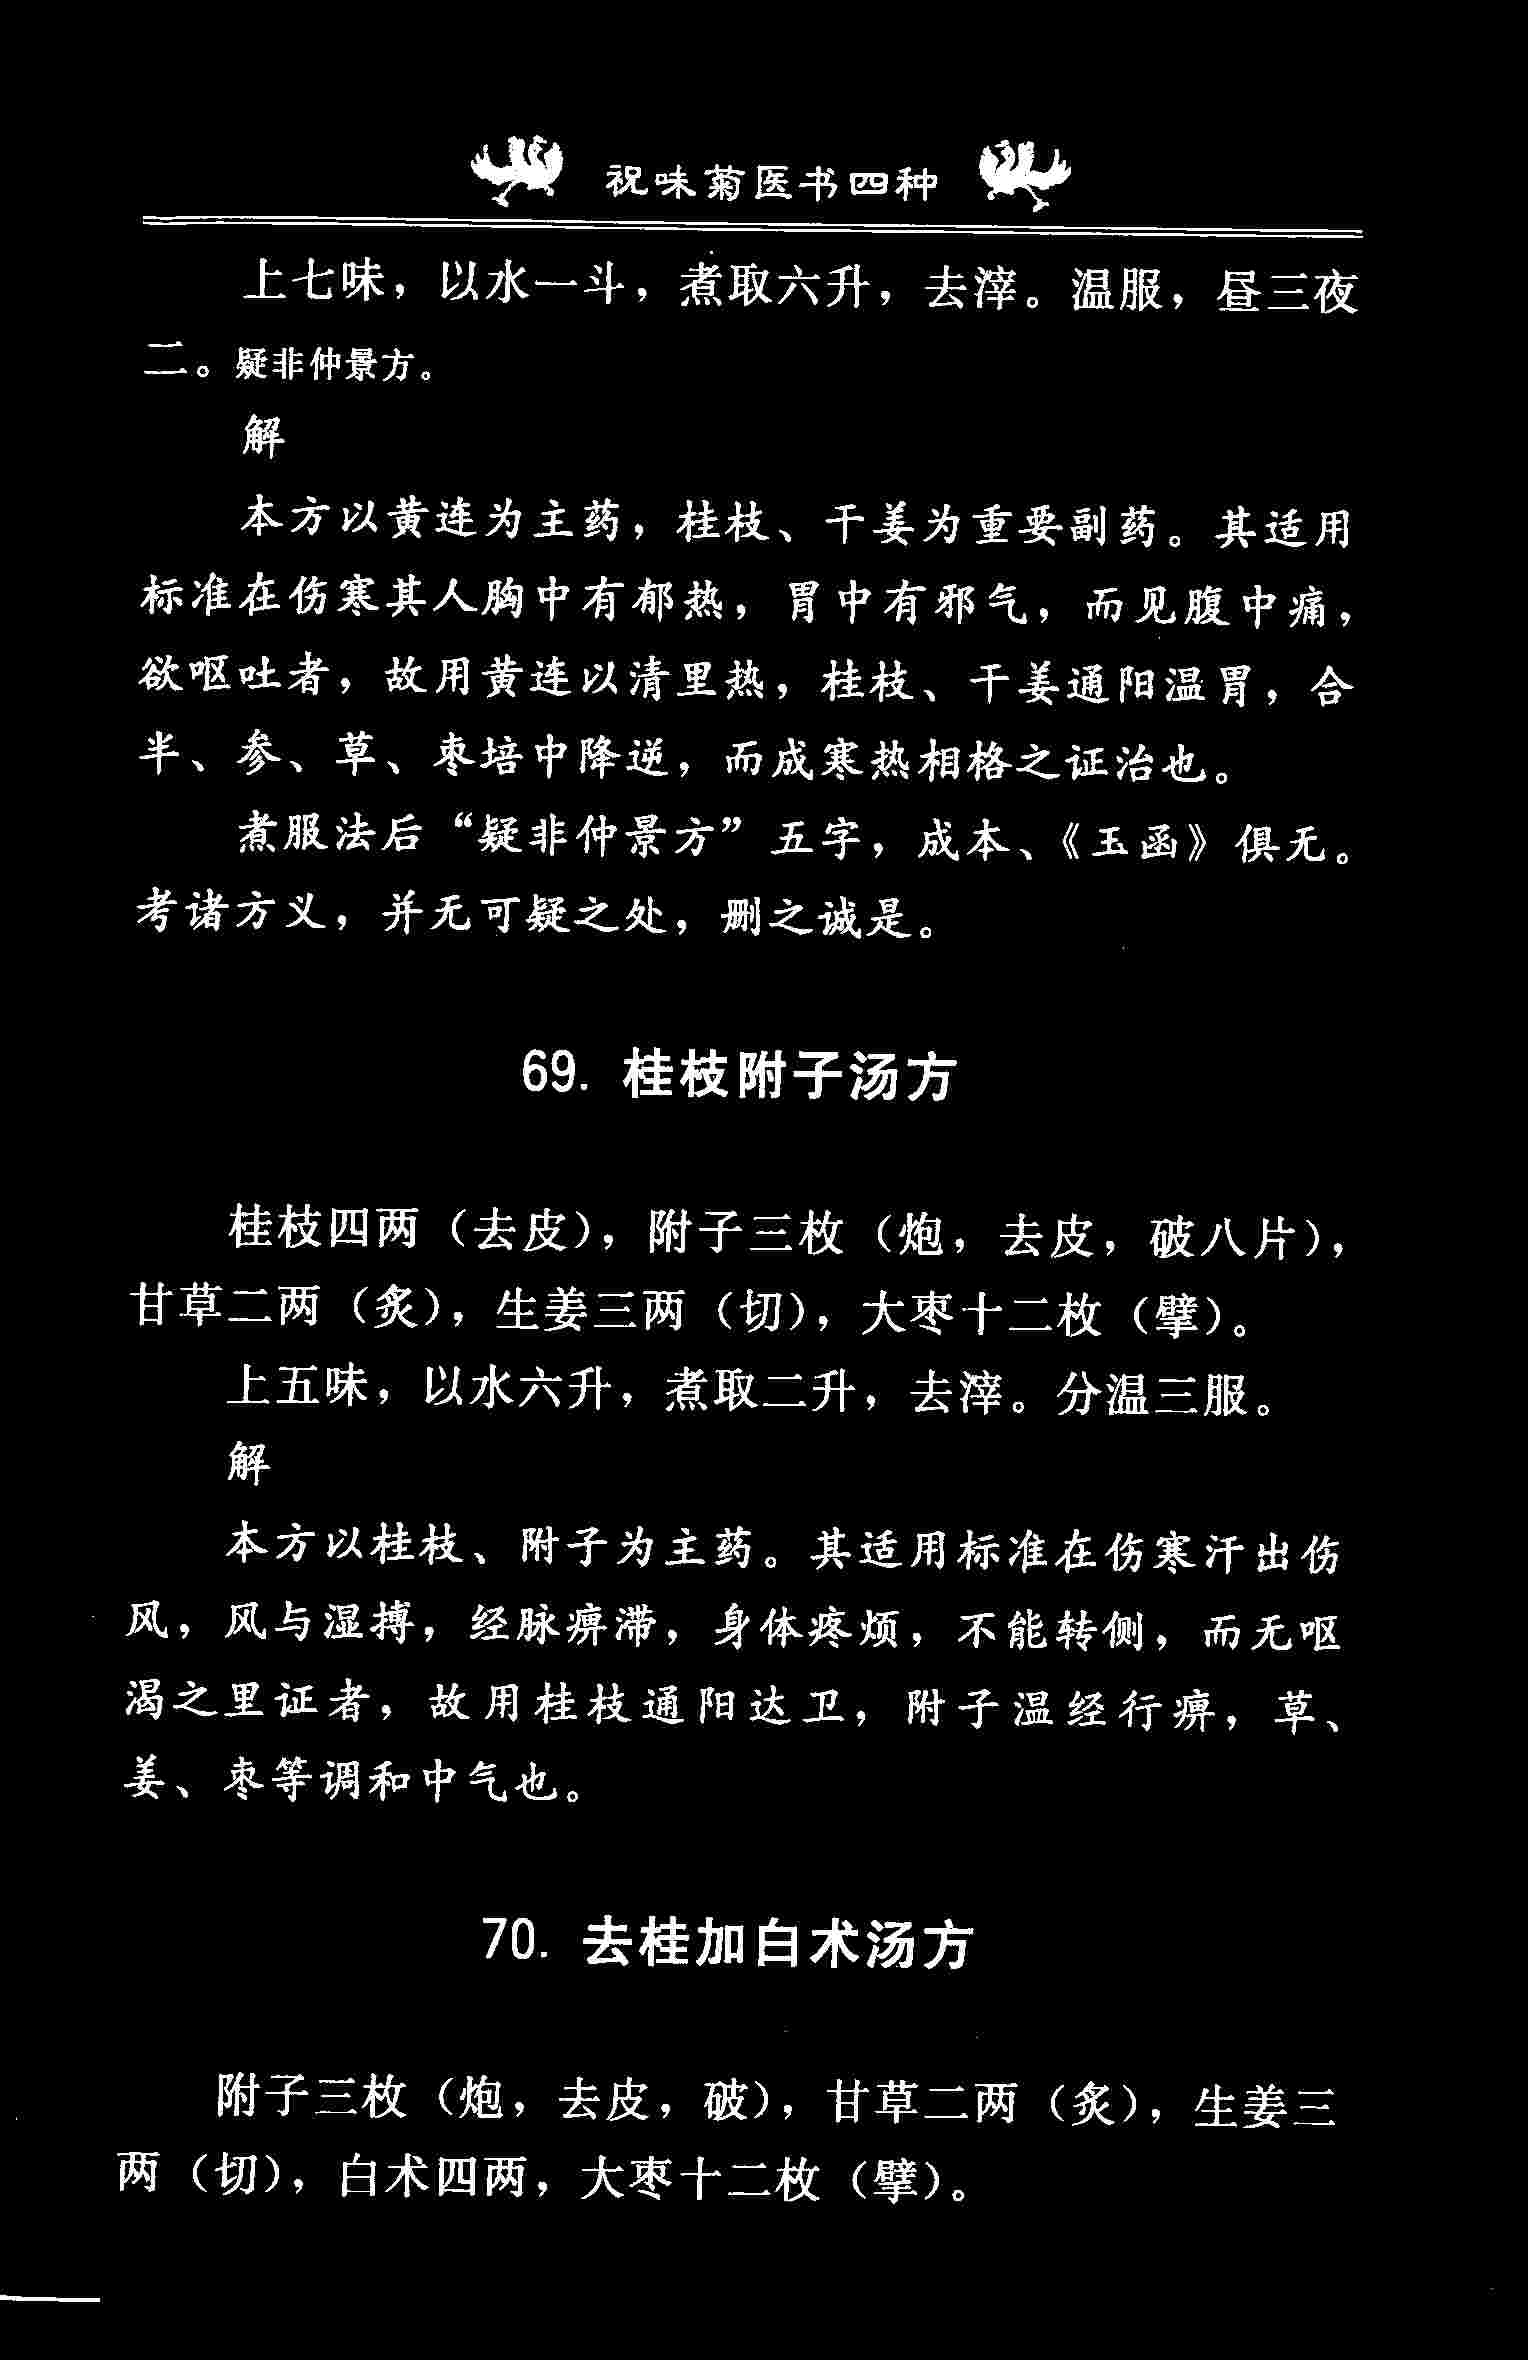 祝味菊医书四种
上七味，以水一斗，煮取六升，去滓。温服，昼三夜
二。疑非仲景方。
解
本方以黄连为主药，桂枝、干姜为重要副药。其适用
标准在伤寒其人胸中有郁热，胃中有邪气，而见腹中痛，
欲呕吐者，故用黄连以清里热，桂枝、干姜通阳温胃，合
半、参、草、枣培中降逆，而成寒热相格之证治也。
煮服法后“疑非仲景方”五字，成本、《玉函》俱无。
考诸方义，并无可疑之处，删之诚是。
69. 桂枝附子汤方
桂枝四两（去皮），附子三枚（炮，去皮，破八片），
甘草二两（炙），生姜三两（切），大枣十二枚（擘）。
上五味，以水六升，煮取二升，去滓。分温三服。
解
本方以桂枝、附子为主药。其适用标准在伤寒汗出伤
风，风与湿搏，经脉痹滞，身体疼烦，不能转侧，而无呕
渴之里证者，故用桂枝通阳达卫，附子温经行痹，草、
姜、枣等调和中气也。
70. 去桂加白术汤方
附子三枚（炮，去皮，破），甘草二两（炙），生姜三
两（切），白术四两，大枣十二枚（擘）。